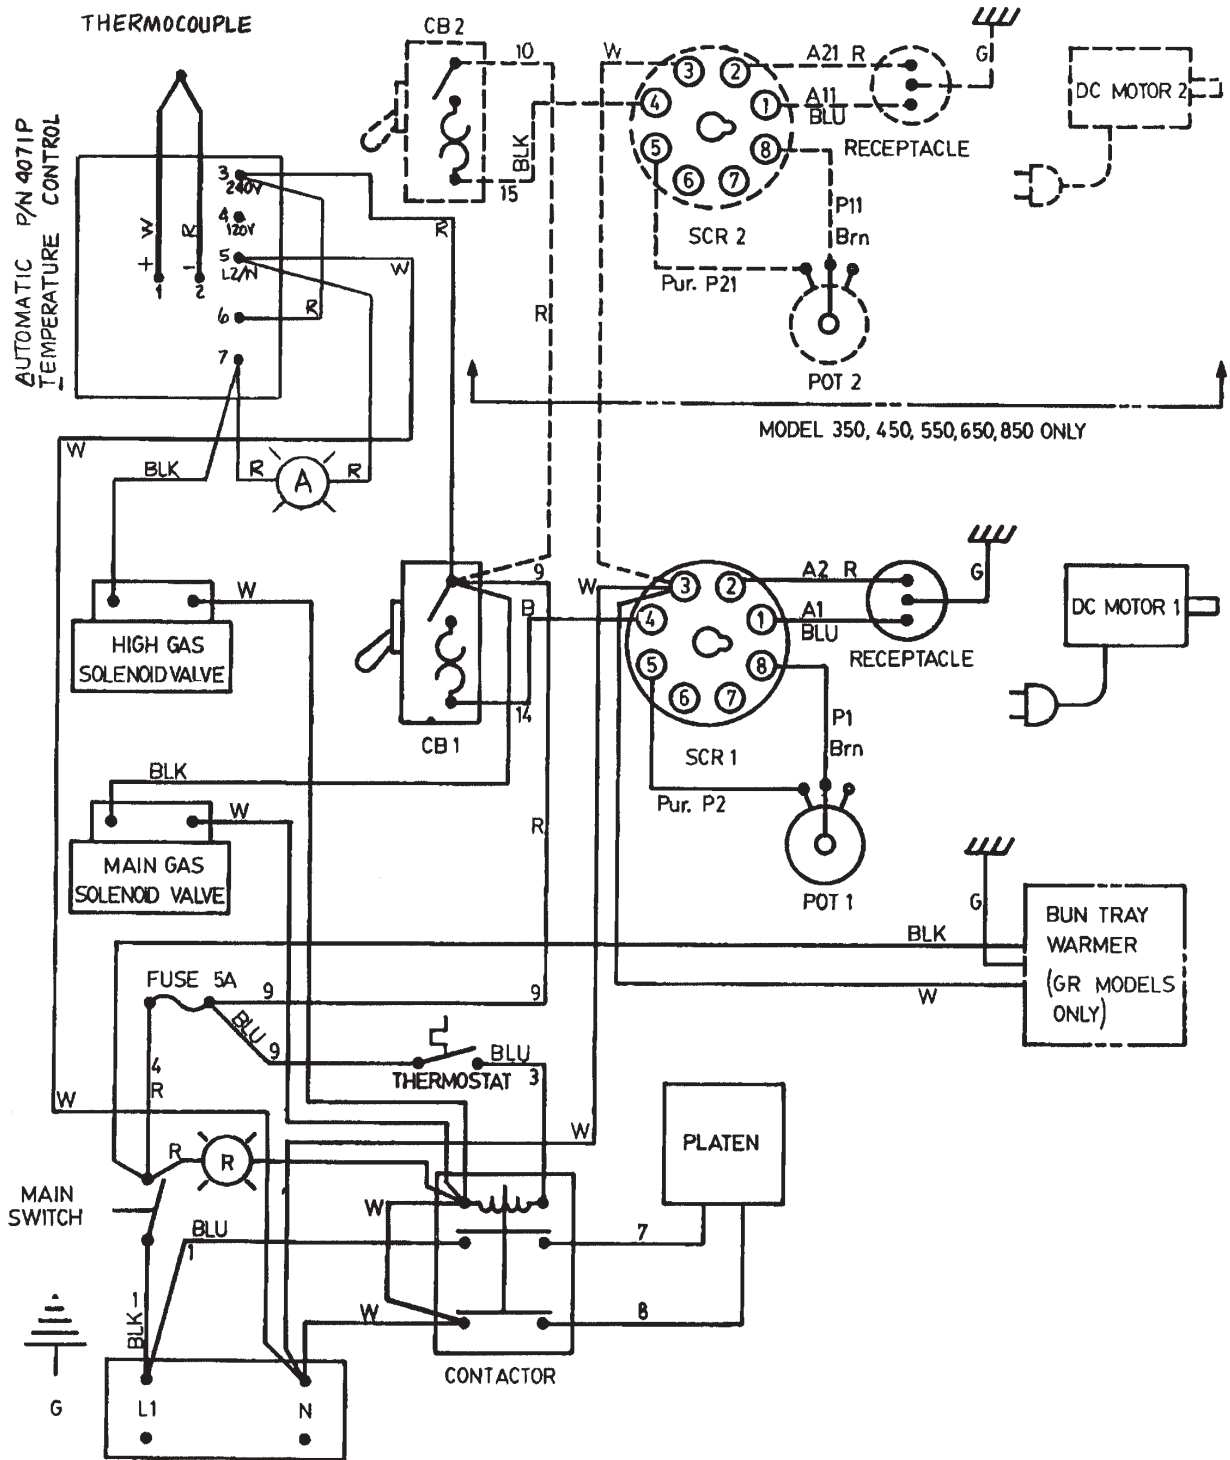 THERMOCOUPLE
AUTOMATIC P/N 4071P
TEMPERATURE CONTROL
W
R
+
-
1
2
3
240V
4
120V
5
L2/N
6
7
R
R
W
W
BLK
R
A
R
CB2
10
BLK
15
R
W
3
2
4
1
5
8
6
7
SCR 2
A21 R
A11
BLU
RECEPTACLE
G
P11
Brn
Pur. P21
POT 2
DC MOTOR 2
MODEL 350, 450, 550, 650, 850 ONLY
HIGH GAS
SOLENOID VALVE
W
9
B
14
CB1
W
3
2
4
1
5
8
6
7
SCR 1
A2 R
A1
BLU
RECEPTACLE
G
P1
Brn
Pur. P2
POT 1
DC MOTOR 1
BLK
W
MAIN GAS
SOLENOID VALVE
R
G
BLK
W
BUN TRAY
WARMER
(GR MODELS
ONLY)
FUSE 5A
9
9
BLU 9
4
R
THERMOSTAT
BLU
3
W
W
R
R
MAIN
SWITCH
BLU
1
W
7
8
PLATEN
W
CONTACTOR
BLK-1
G
L1
N